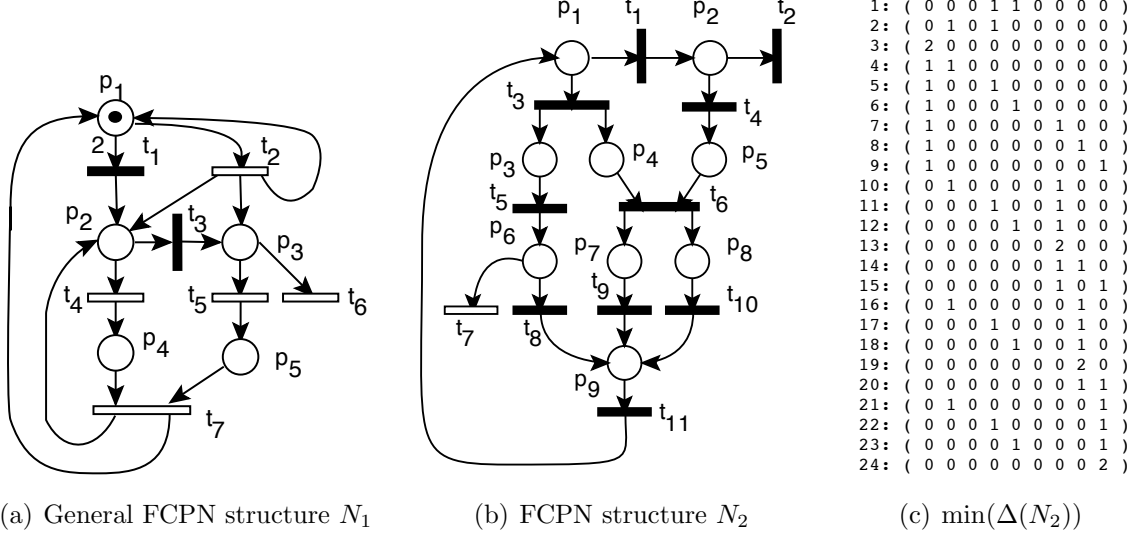 p1
2
t1
t2
p2
t3
p3
t4
t5
t6
p4
p5
t7
(a) General FCPN structure N1
p1
t1
p2
t2
t3
t4
p3
p4
p5
t5
t6
p6
p7
p8
t9
t10
t7
t8
p9
t11
(b) FCPN structure N2
1: ( 0 0 0 1 1 0 0 0 0 )
2: ( 0 1 0 1 0 0 0 0 0 )
3: ( 2 0 0 0 0 0 0 0 0 )
4: ( 1 1 0 0 0 0 0 0 0 )
5: ( 1 0 0 1 0 0 0 0 0 )
6: ( 1 0 0 0 1 0 0 0 0 )
7: ( 1 0 0 0 0 0 1 0 0 )
8: ( 1 0 0 0 0 0 0 1 0 )
9: ( 1 0 0 0 0 0 0 0 1 )
10: ( 0 1 0 0 0 0 1 0 0 )
11: ( 0 0 0 1 0 0 1 0 0 )
12: ( 0 0 0 0 1 0 1 0 0 )
13: ( 0 0 0 0 0 0 2 0 0 )
14: ( 0 0 0 0 0 0 1 1 0 )
15: ( 0 0 0 0 0 0 1 0 1 )
16: ( 0 1 0 0 0 0 0 1 0 )
17: ( 0 0 0 1 0 0 0 1 0 )
18: ( 0 0 0 0 1 0 0 1 0 )
19: ( 0 0 0 0 0 0 0 2 0 )
20: ( 0 0 0 0 0 0 0 1 1 )
21: ( 0 1 0 0 0 0 0 0 1 )
22: ( 0 0 0 1 0 0 0 0 1 )
23: ( 0 0 0 0 1 0 0 0 1 )
24: ( 0 0 0 0 0 0 0 0 2 )
(c) min(Δ(N2))